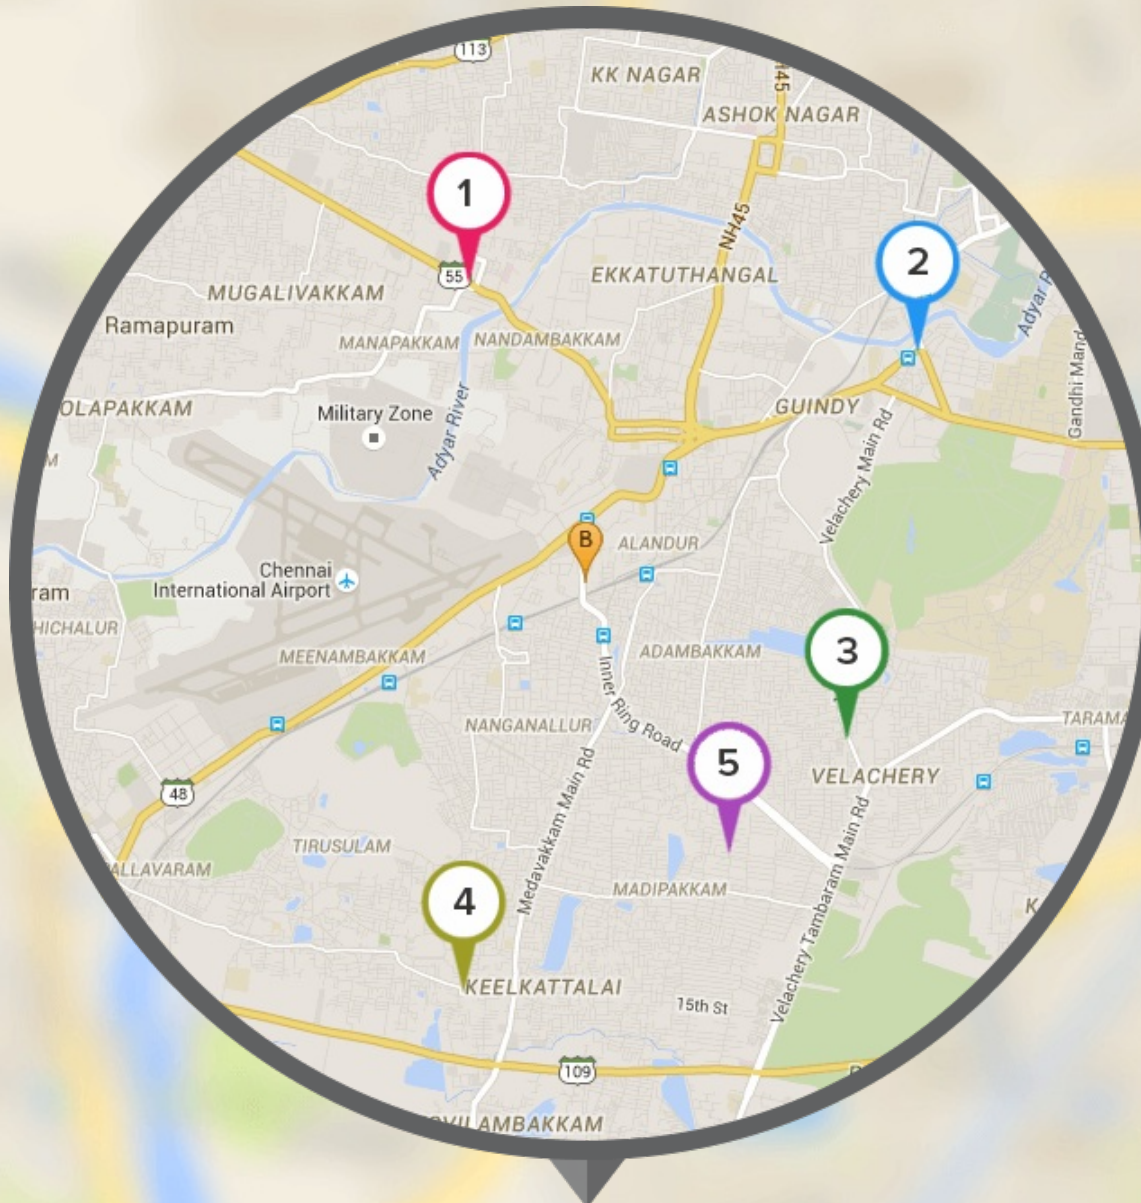 113
KK NAGAR
ASHOK NAGAR
1
NH45
2
55
EKKATUTHANGAL
MUGALIVAKKAM
Ramapuram
MANAPAKKAM
NANDAMBAKKAM
Adyar
Gandhi Mand
OLAPAKKAM
Military Zone
GUINDY
Adyar River
Velachery Main Rd
B
ALANDUR
Chennai
International Airport
ram
HICHALUR
MEENAMBAKKAM
ADAMBAKKAM
3
Inner Ring Road
NANGANALLUR
TARAMA
5
VELACHERY
48
Medavakkam Main Rd
Velachery Tambaram Main Rd
TIRUSULAM
ALLAVARAM
MADIPAKKAM
4
KEELKATTALAI
15th St
109
VILAMBAKKAM